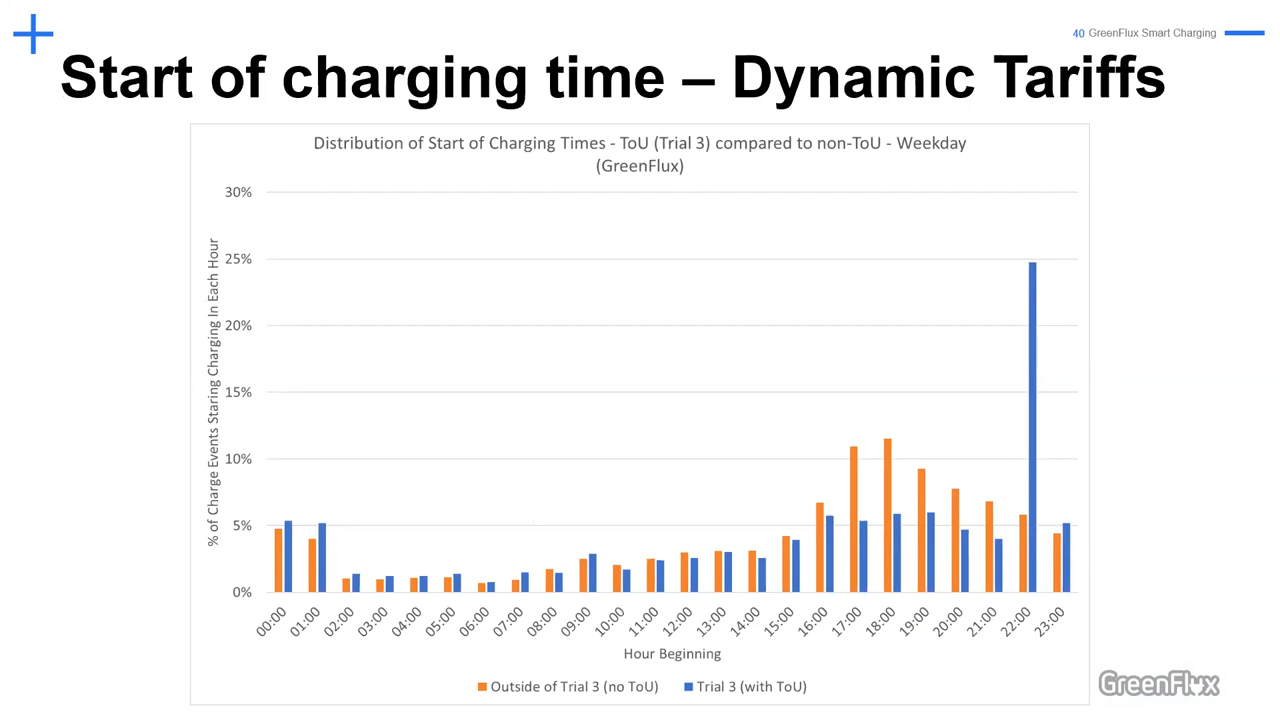 40 GreenFlux Smart Charging
Start of charging time – Dynamic Tariffs
Distribution of Start of Charging Times - ToU (Trial 3) compared to non-ToU - Weekday
(GreenFlux)
% of Charge Events Staring Charging In Each Hour
30%
25%
20%
15%
10%
5%
0%
00:00 01:00 02:00 03:00 04:00 05:00 06:00 07:00 08:00 09:00 10:00 11:00 12:00 13:00 14:00 15:00 16:00 17:00 18:00 19:00 20:00 21:00 22:00 23:00
Hour Beginning
Outside of Trial 3 (no ToU) Trial 3 (with ToU)
GreenFlux